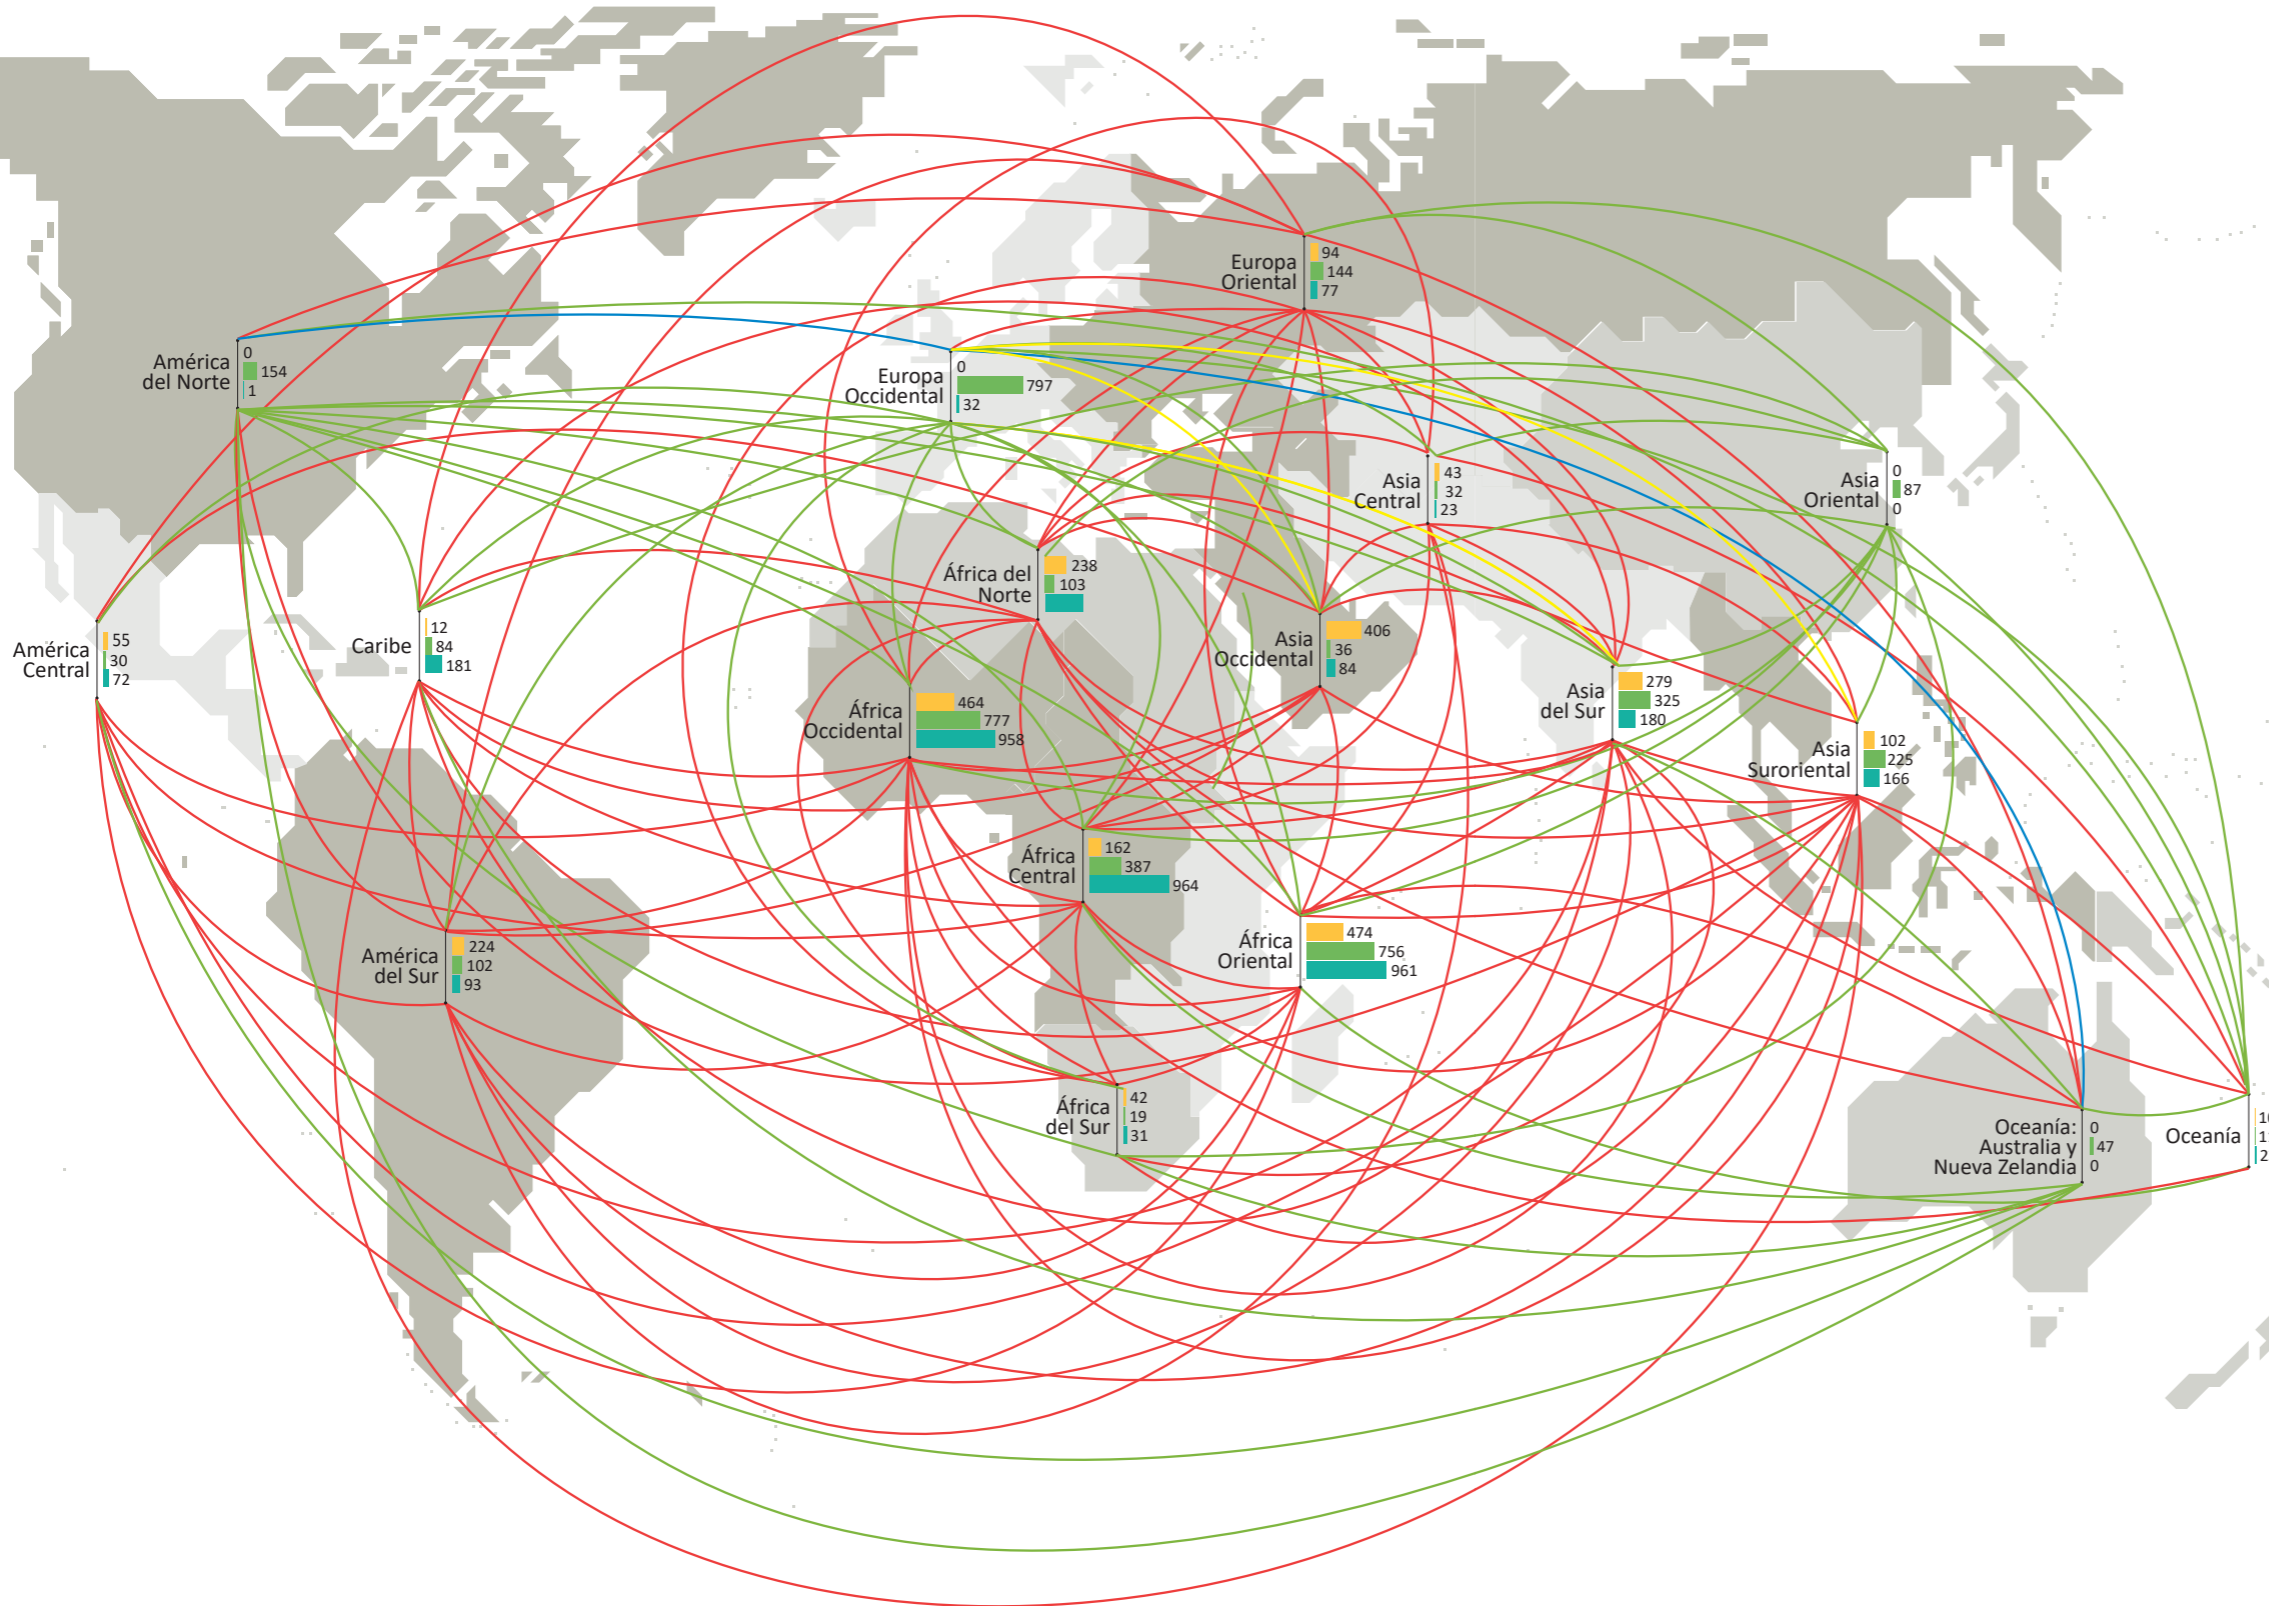 Europa
Oriental
94
144
77
América
del Norte
0
154
1
Europa
Occidental
0
797
32
Asia
Central
43
32
23
Asia
Oriental
0
87
0
África del
Norte
238
103
América
Central
55
30
72
Caribe
12
84
181
Asia
Occidental
406
36
84
África
Occidental
464
777
958
Asia
del Sur
279
325
180
Asia
Suroriental
102
225
166
África
Central
162
387
964
América
del Sur
224
102
93
África
Oriental
474
756
961
África
del Sur
42
19
31
Oceanía:
Australia y
Nueva Zelandia
0
47
0
Oceanía